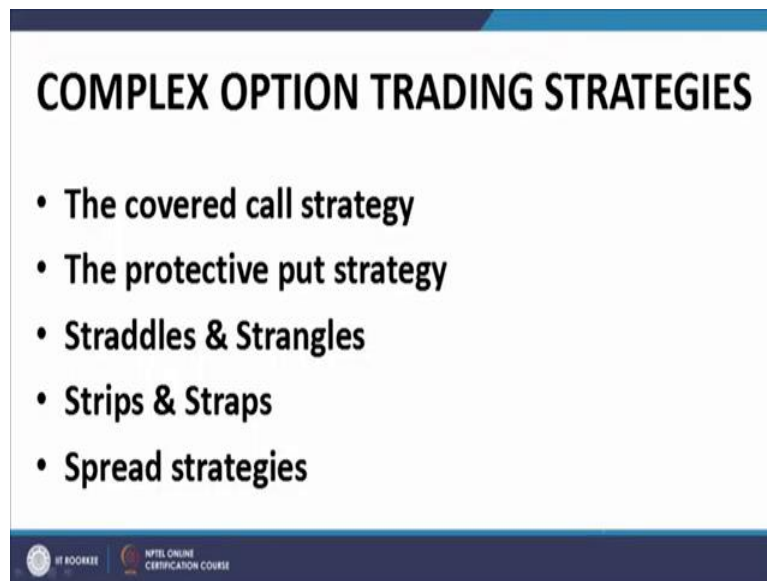 COMPLEX OPTION TRADING STRATEGIES
• The covered call strategy
• The protective put strategy
• Straddles & Strangles
• Strips & Straps
• Spread strategies
IIT ROORKEE
NPTEL ONLINE
CERTIFICATION COURSE